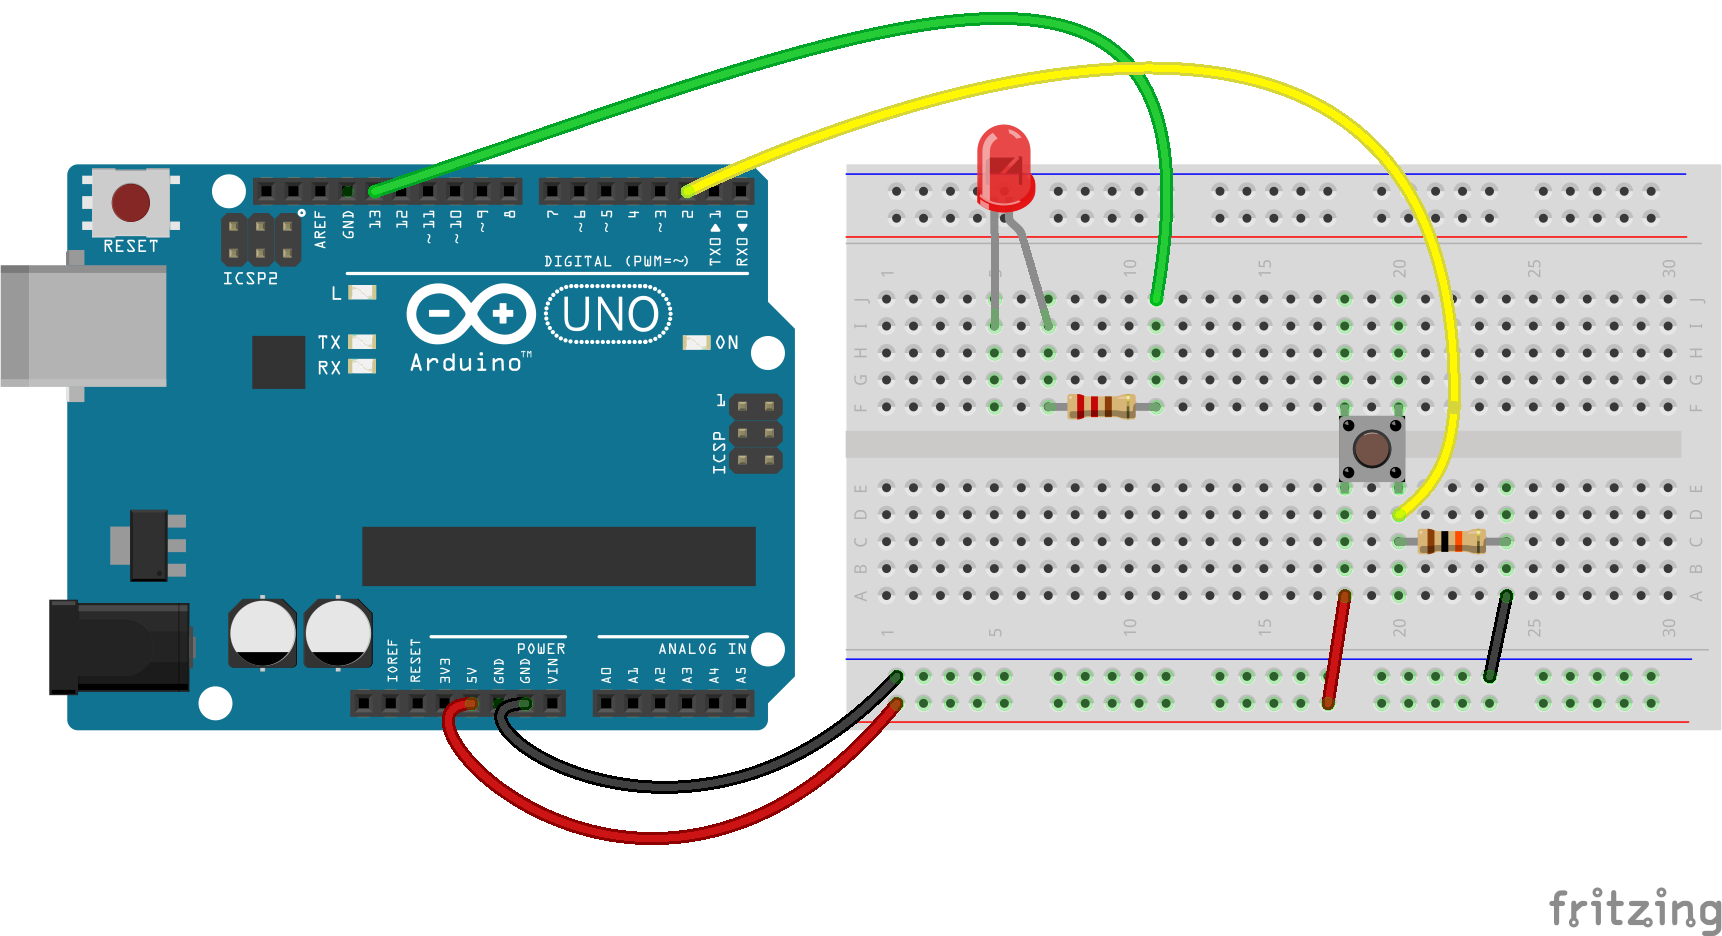 RESET
ICSP2
AREF
GND
13
12
~11
~10
~9
8
7
~6
~5
4
~3
2
TX0▶1
RX0◀0
DIGITAL (PWM=~)
L
TX
RX
UNO
Arduino™
ON
1
ICSP
IOREF
RESET
3V3
5V
GND
GND
VIN
POWER
ANALOG IN
A0
A1
A2
A3
A4
A5
1 5 10 15 20 25 30
J J
I I
H H
G G
F F
E E
D D
C C
B B
A A
1 5 10 15 20 25 30
fritzing